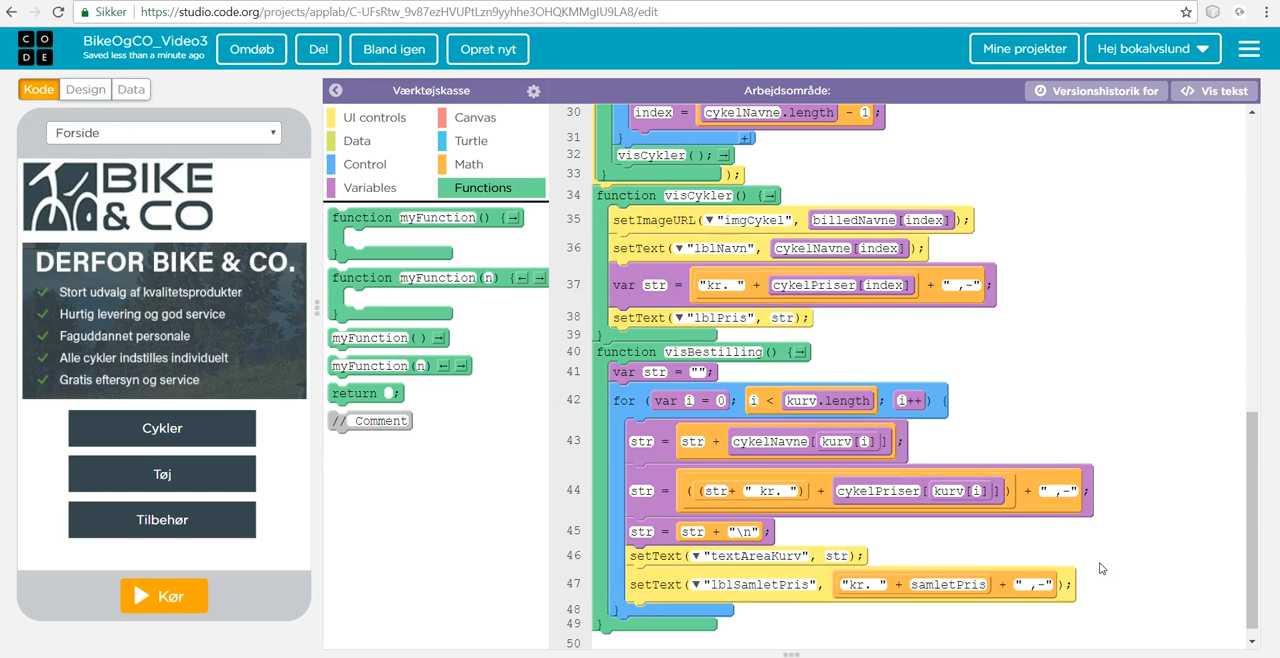 Sikker https://studio.code.org/projects/applab/C-UFsRtw_9v87ezHVUPtLzn9yyhhe3OHQKMMgIU9LA8/edit
C O D E
BikeOgCO_Video3
Saved less than a minute ago
Omdøb
Del
Bland igen
Opret nyt
Mine projekter
Hej bokalvslund
Kode
Design
Data
Forside
BIKE
& CO
DERFOR BIKE & CO.
Stort udvalg af kvalitetsprodukter
Hurtig levering og god service
Faguddannet personale
Alle cykler indstilles individuelt
Gratis eftersyn og service
Cykler
Tøj
Tilbehør
Kør
Værktøjskasse
UI controls
Canvas
Data
Turtle
Control
Math
Variables
Functions
function myFunction() {
}
function myFunction(n) {
}
myFunction()
myFunction(n)
return ;
// Comment
Arbejdsområde:
Versionshistorik for
</> Vis tekst
30 index = cykelNavne.length - 1;
31 }
32 visCykler();
33 } );
34 function visCykler() {
35 setImageURL("imgCykel", billedNavne[index]);
36 setText("lblNavn", cykelNavne[index]);
37 var str = "kr. " + cykelPriser[index] + " ,-";
38 setText("lblPris", str);
39 }
40 function visBestilling() {
41 var str = "";
42 for (var i = 0; i < kurv.length; i++) {
43 str = str + cykelNavne[kurv[i]];
44 str = ((str+ " kr. ") + cykelPriser[kurv[i]]) + " ,-";
45 str = str + "\n";
46 setText("textAreaKurv", str);
47 setText("lblSamletPris", "kr. " + samletPris + " ,-");
48 }
49 }
50